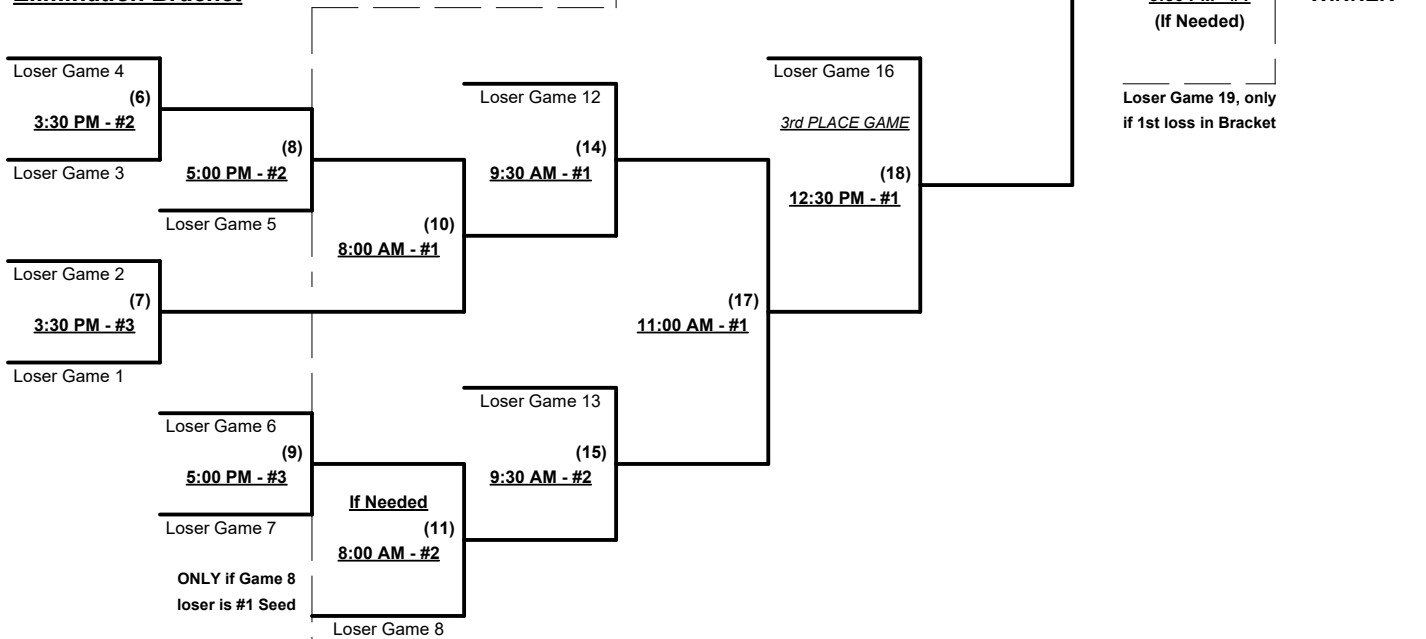 Elimination Bracket
(If Needed)
WINNER
Loser Game 4
(6)
3:30 PM - #2
Loser Game 3
(8)
5:00 PM - #2
Loser Game 5
Loser Game 2
(7)
3:30 PM - #3
Loser Game 1
(10)
8:00 AM - #1
Loser Game 12
(14)
9:30 AM - #1
Loser Game 16
3rd PLACE GAME
(18)
12:30 PM - #1
Loser Game 19, only
if 1st loss in Bracket
(17)
11:00 AM - #1
Loser Game 6
(9)
5:00 PM - #3
Loser Game 7
Loser Game 13
(15)
9:30 AM - #2
If Needed
(11)
8:00 AM - #2
ONLY if Game 8
loser is #1 Seed
Loser Game 8